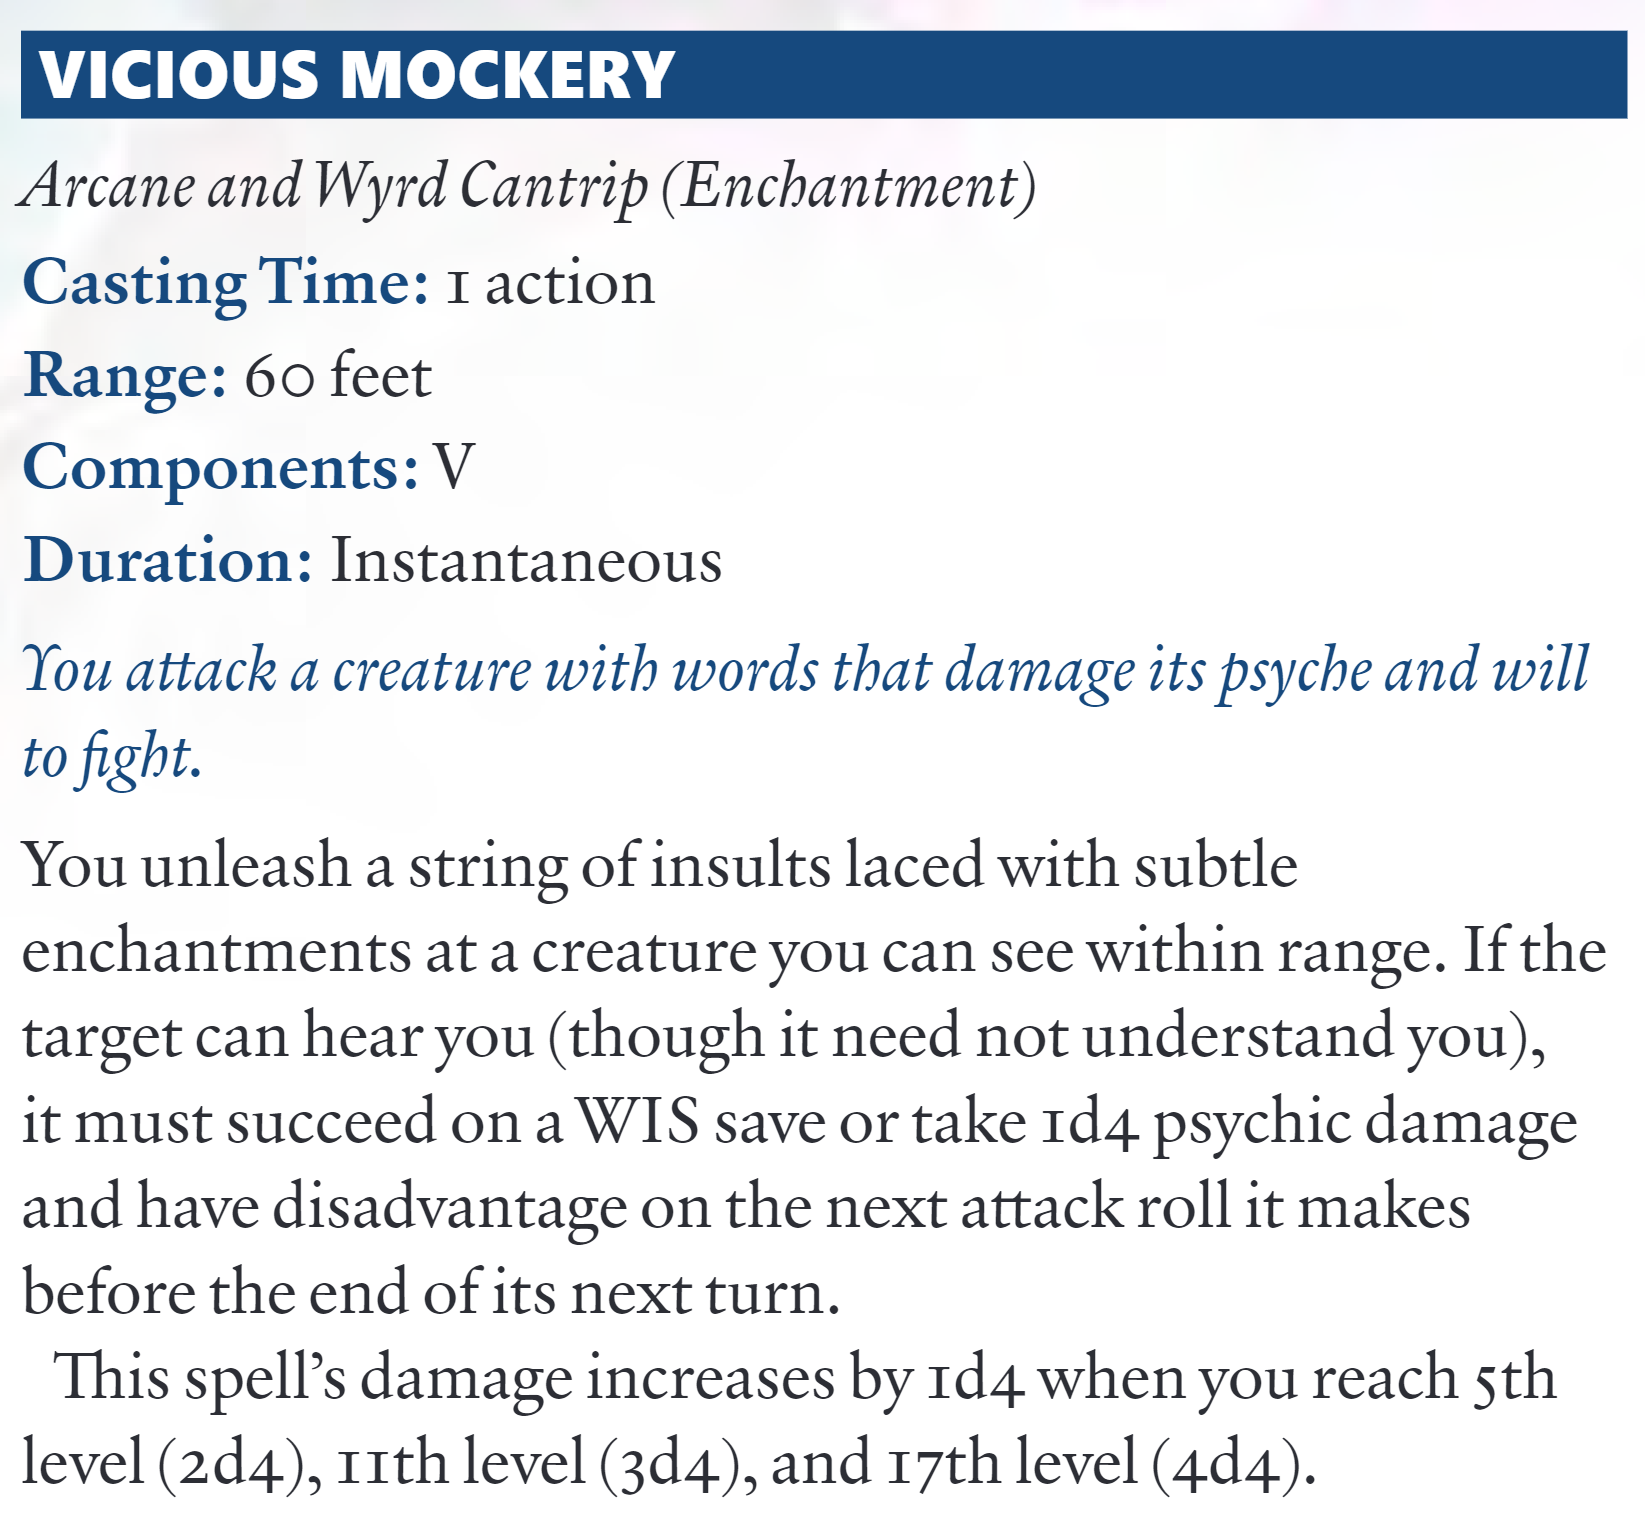 VICIOUS MOCKERY
Arcane and Wyrd Cantrip (Enchantment)
Casting Time: 1 action
Range: 60 feet
Components: V
Duration: Instantaneous
You attack a creature with words that damage its psyche and will
to fight.
You unleash a string of insults laced with subtle
enchantments at a creature you can see within range. If the
target can hear you (though it need not understand you),
it must succeed on a WIS save or take 1d4 psychic damage
and have disadvantage on the next attack roll it makes
before the end of its next turn.
This spell’s damage increases by 1d4 when you reach 5th
level (2d4), 11th level (3d4), and 17th level (4d4).